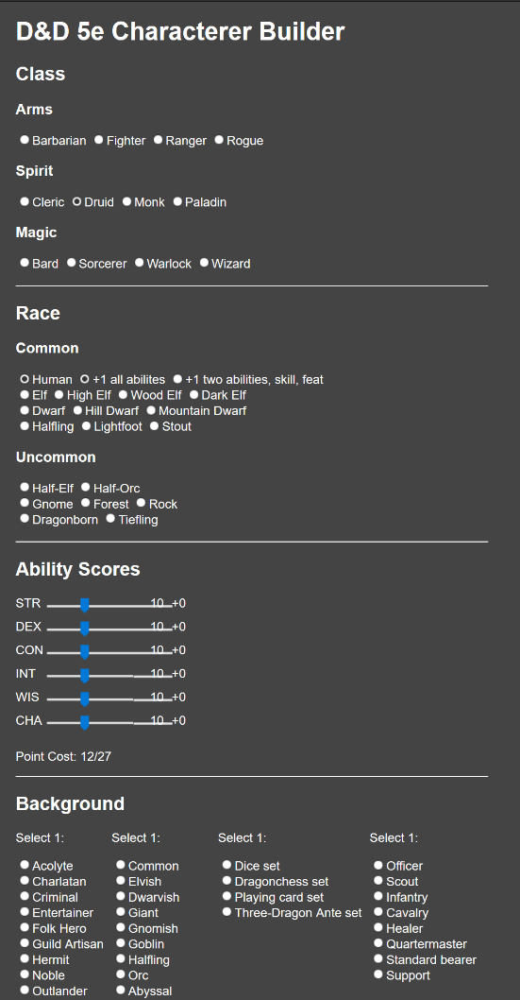 D&D 5e Characterer Builder
Class
Arms
Barbarian Fighter Ranger Rogue
Spirit
Cleric Druid Monk Paladin
Magic
Bard Sorcerer Warlock Wizard
Race
Common
Human +1 all abilites +1 two abilities, skill, feat
Elf High Elf Wood Elf Dark Elf
Dwarf Hill Dwarf Mountain Dwarf
Halfling Lightfoot Stout
Uncommon
Half-Elf Half-Orc
Gnome Forest Rock
Dragonborn Tiefling
Ability Scores
STR 10 +0
DEX 10 +0
CON 10 +0
INT 10 +0
WIS 10 +0
CHA 10 +0
Point Cost: 12/27
Background
Select 1: Select 1: Select 1: Select 1:
Acolyte Common Dice set Officer
Charlatan Elvish Dragonchess set Scout
Criminal Dwarvish Playing card set Infantry
Entertainer Giant Three-Dragon Ante set Cavalry
Folk Hero Gnomish Healer
Guild Artisan Goblin Quartermaster
Hermit Halfling Standard bearer
Noble Orc Support
Outlander Abyssal